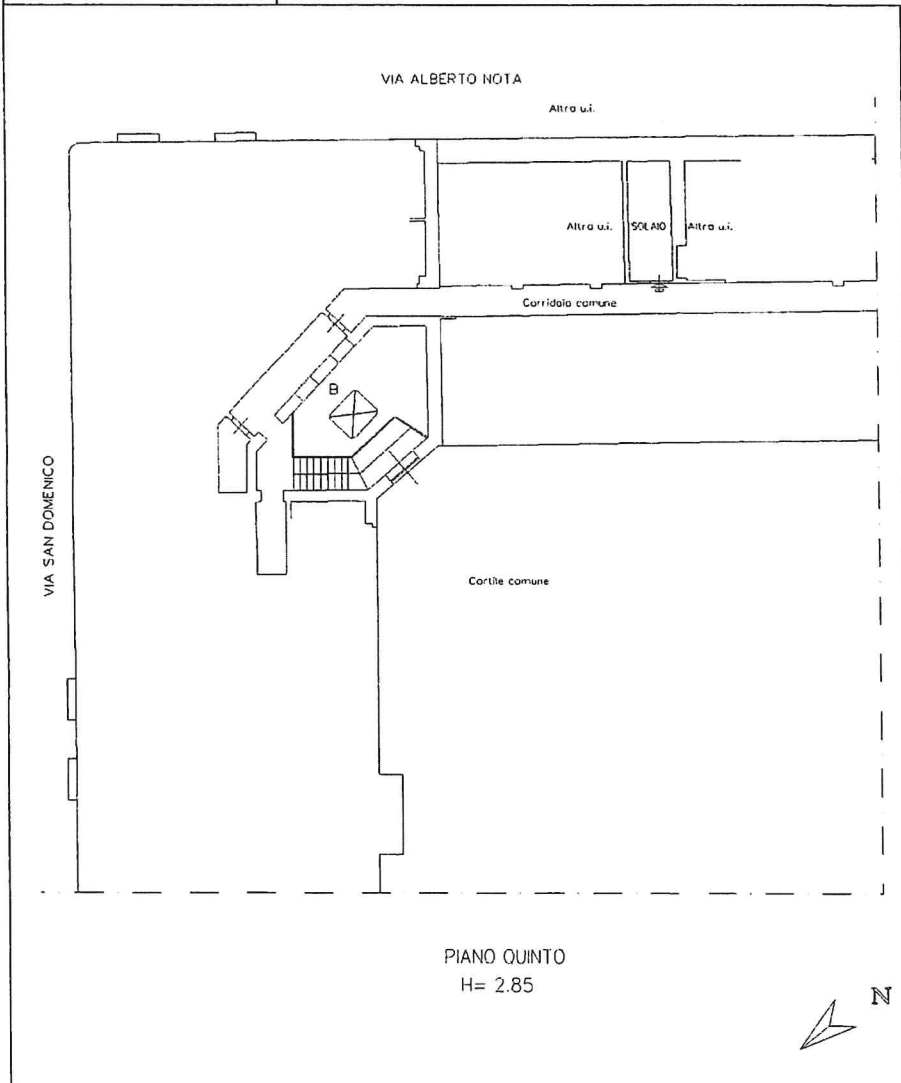 VIA ALBERTO NOTA
Altra u.i.
Altra u.i.
SOLAIO
Altra u.i.
Corridoio comune
B
VIA SAN DOMENICO
Cortile comune
PIANO QUINTO
H= 2.85
N